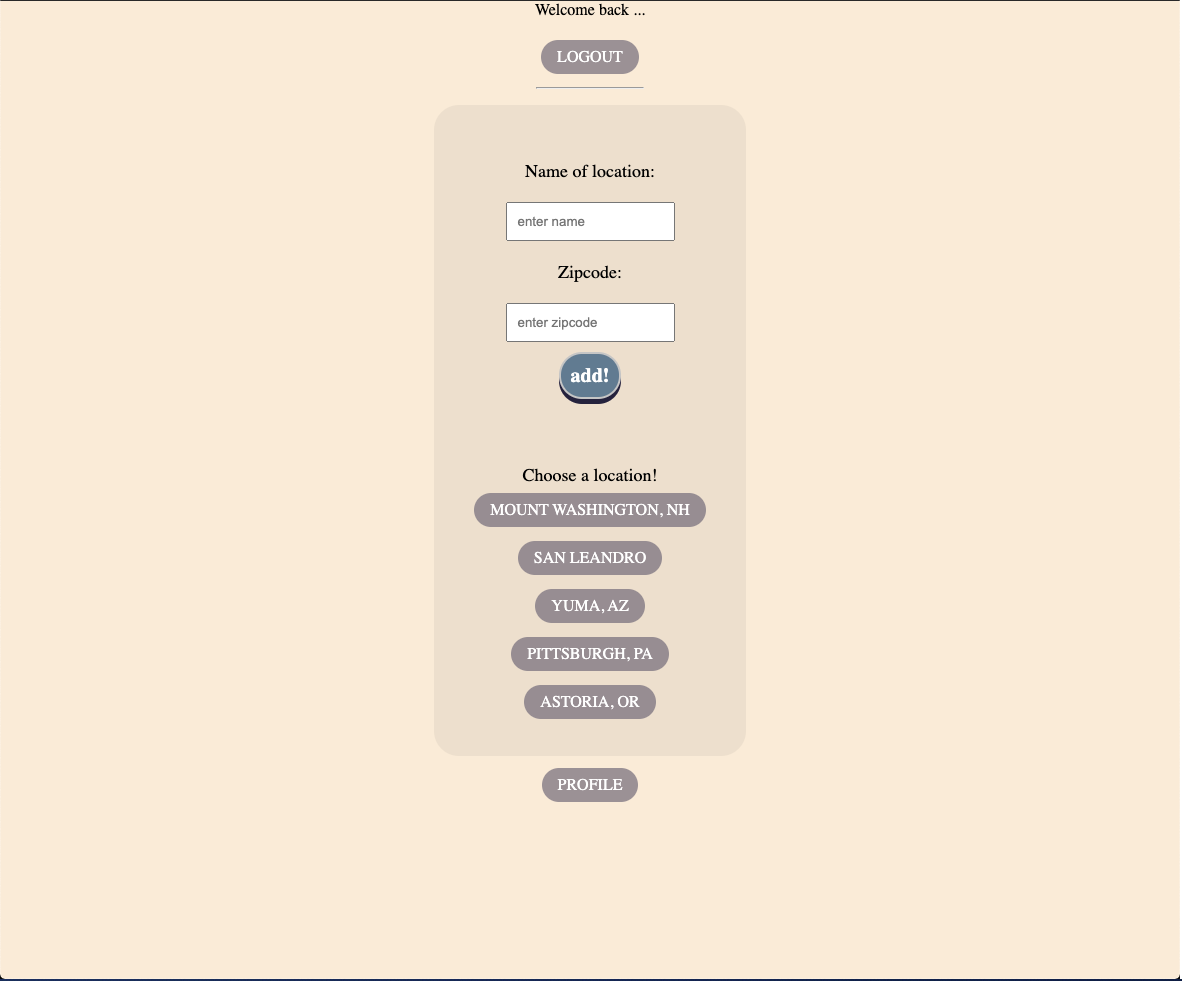 Welcome back ...
LOGOUT
Name of location:
enter name
Zipcode:
enter zipcode
add!
Choose a location!
MOUNT WASHINGTON, NH
SAN LEANDRO
YUMA, AZ
PITTSBURGH, PA
ASTORIA, OR
PROFILE